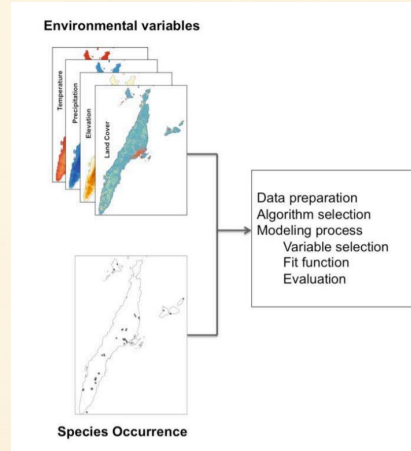 Environmental variables
Temperature
Precipitation
Elevation
Land Cover
Data preparation
Algorithm selection
Modeling process
Variable selection
Fit function
Evaluation
Species Occurrence